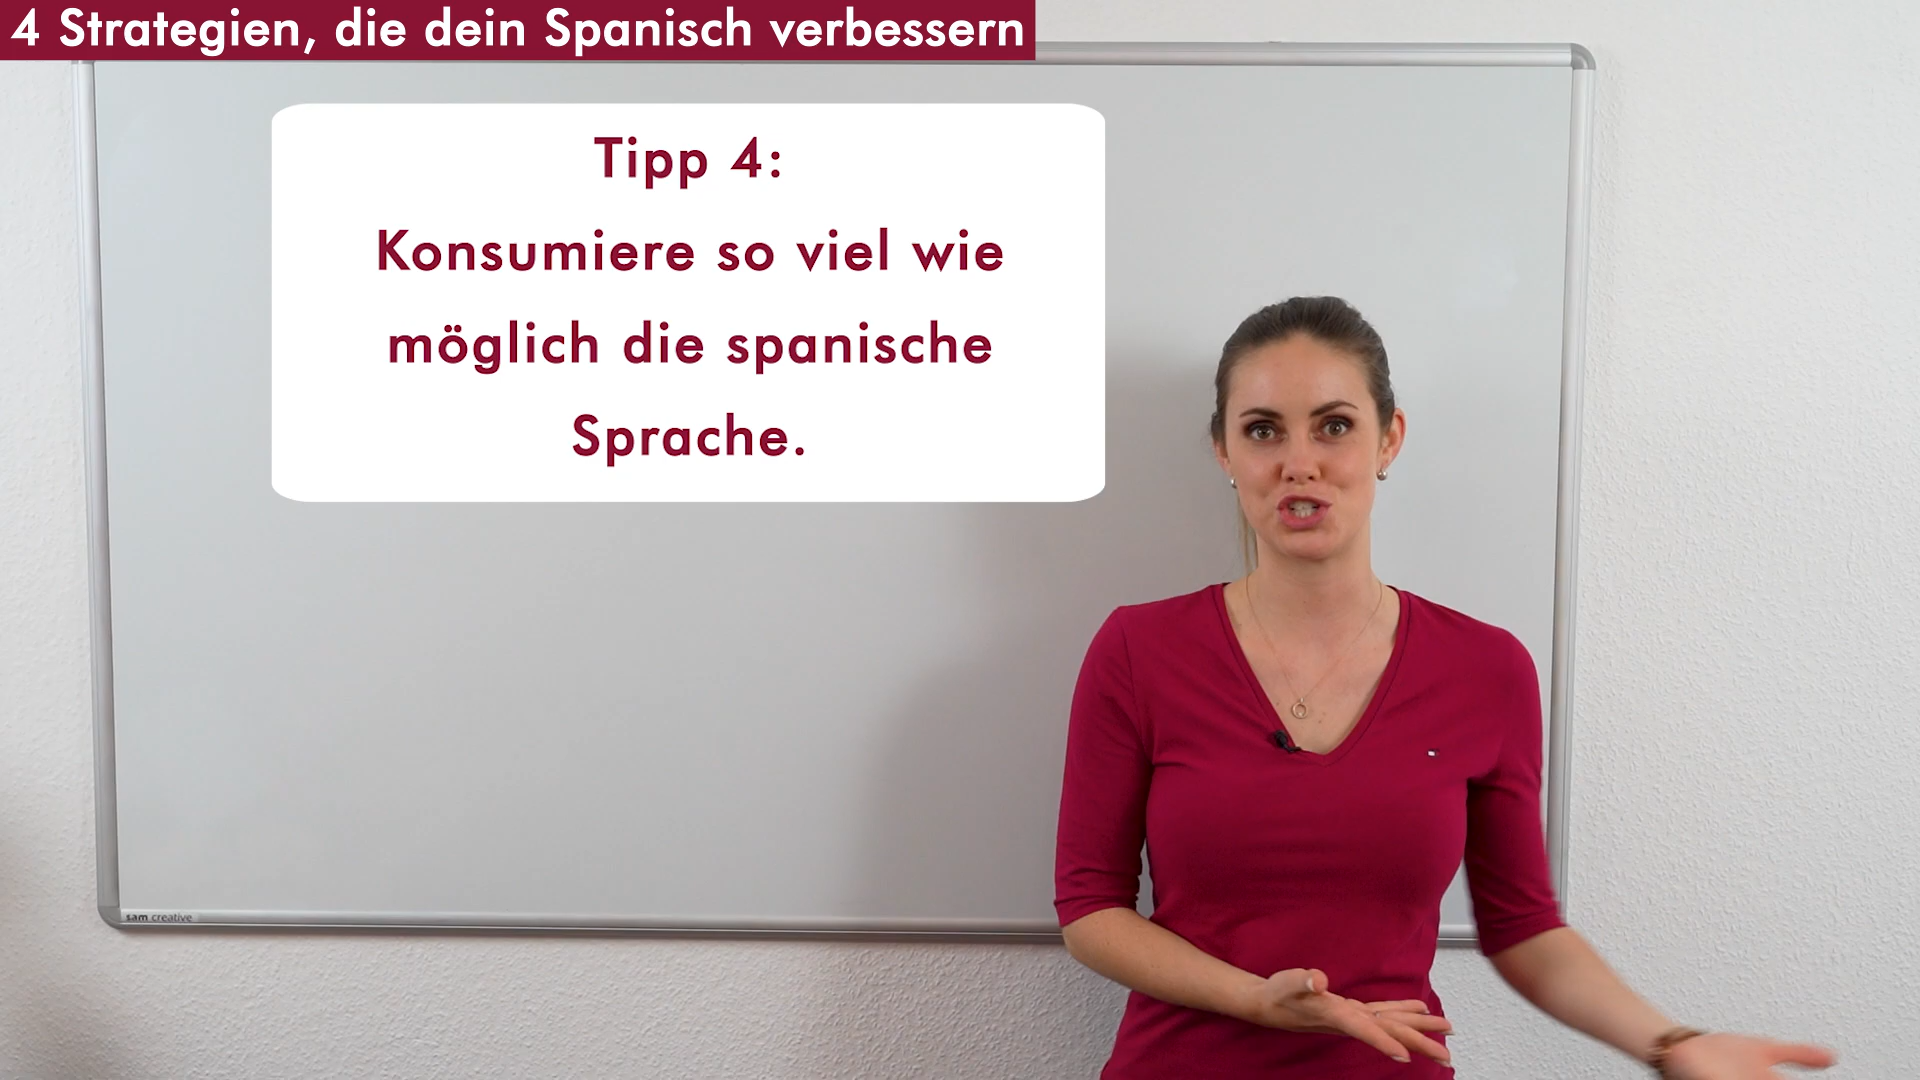 4 Strategien, die dein Spanisch verbessern
Tipp 4:
Konsumiere so viel wie
möglich die spanische
Sprache.
sam creative